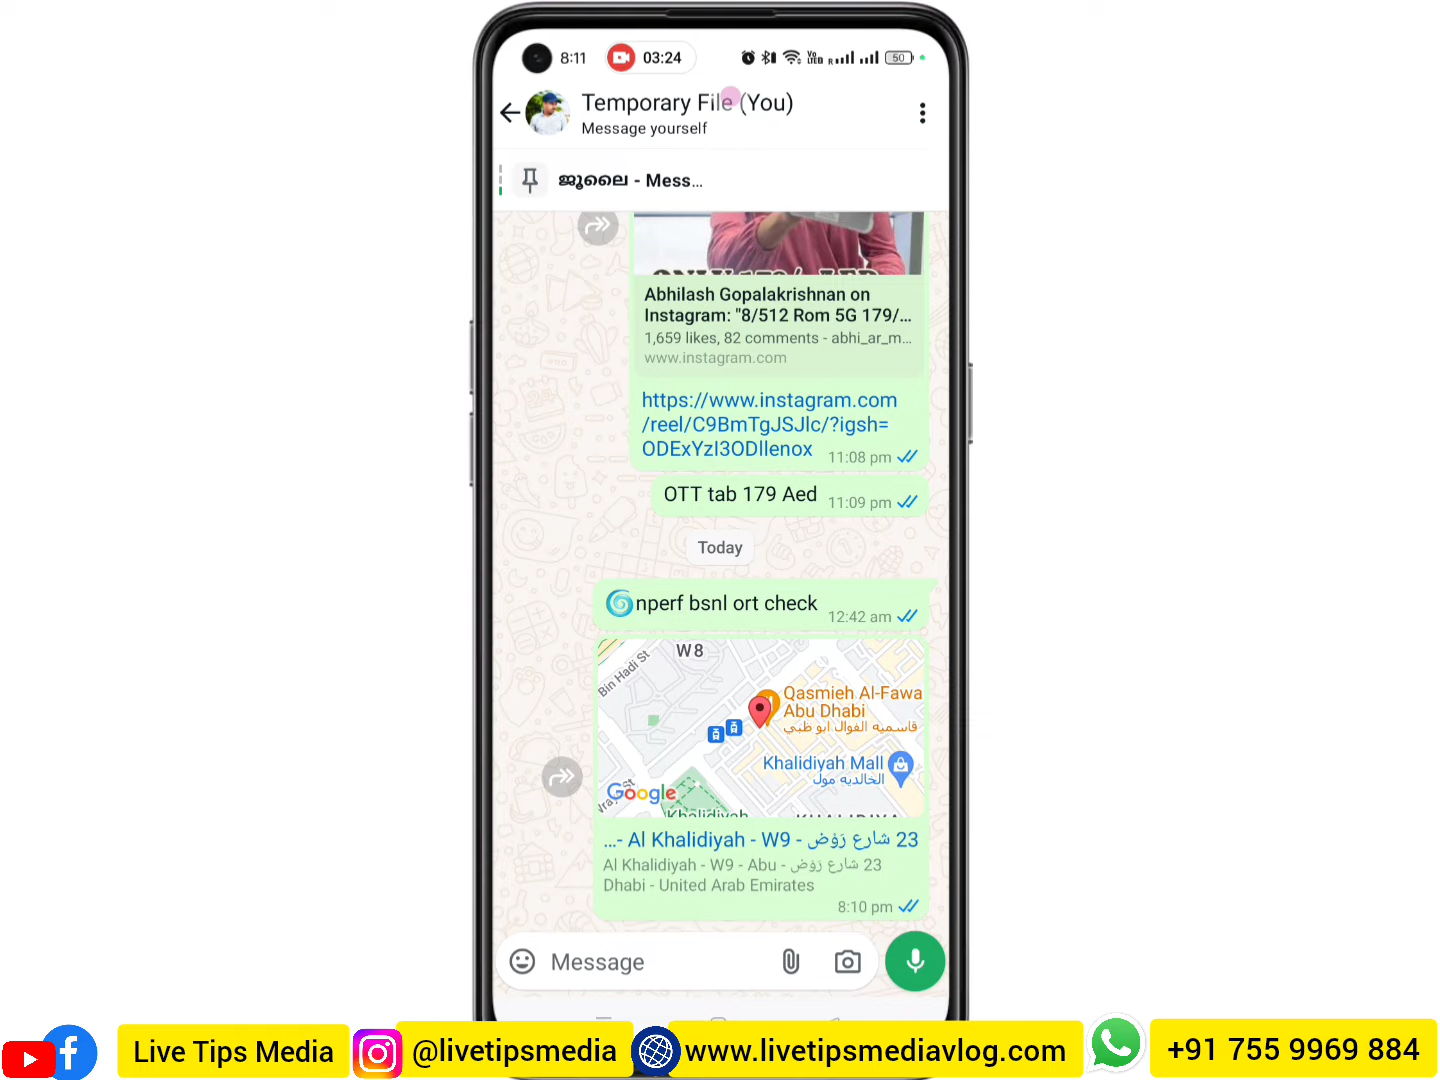 8:11 03:24 50
Temporary File (You)
Message yourself
ജൂലൈ - Mess...
Abhilash Gopalakrishnan on
Instagram: "8/512 Rom 5G 179/...
1,659 likes, 82 comments - abhi_ar_m...
www.instagram.com
https://www.instagram.com
/reel/C9BmTgJSJlc/?igsh=
ODExYzI3ODllenox 11:08 pm
OTT tab 179 Aed 11:09 pm
Today
nperf bsnl ort check 12:42 am
W8
Bin Hadi St
Qasmieh Al-Fawa
Abu Dhabi
قاسميه الفوال ابو ظبي
Khalidiyah Mall
الخالديه مول
Google
Khalidiyah
23 شارع رَوْض - Al Khalidiyah - W9 -...
23 شارع رَوْض - Al Khalidiyah - W9 - Abu
Dhabi - United Arab Emirates
8:10 pm
Message
Live Tips Media @livetipsmedia www.livetipsmediavlog.com +91 755 9969 884